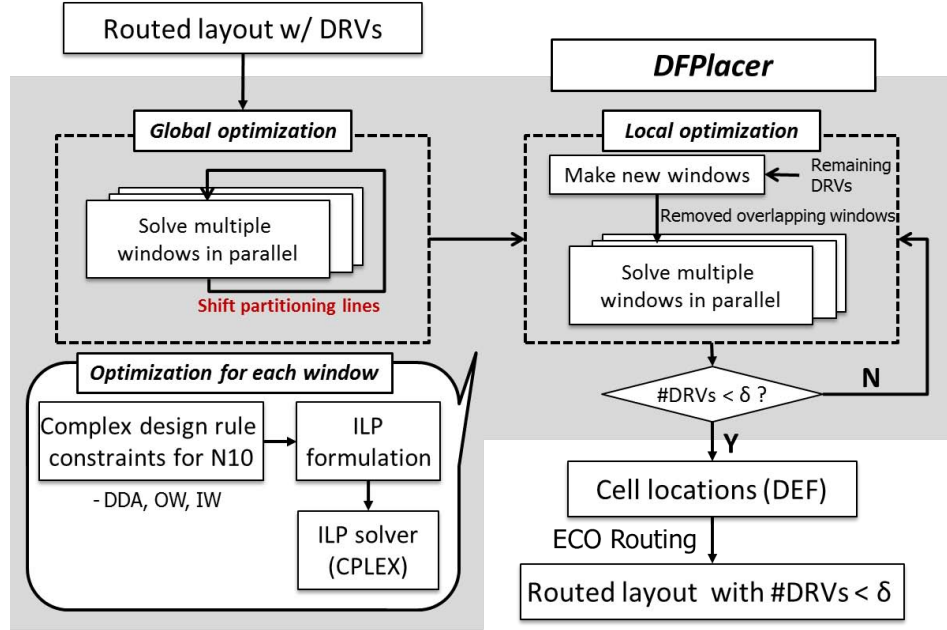 Routed layout w/ DRVs
DFPlacer
Global optimization
Solve multiple
windows in parallel
Shift partitioning lines
Local optimization
Make new windows
Remaining
DRVs
Removed overlapping windows
Solve multiple
windows in parallel
#DRVs < δ ?
N
Y
Optimization for each window
Complex design rule
constraints for N10
- DDA, OW, IW
ILP
formulation
ILP solver
(CPLEX)
Cell locations (DEF)
ECO Routing
Routed layout with #DRVs < δ